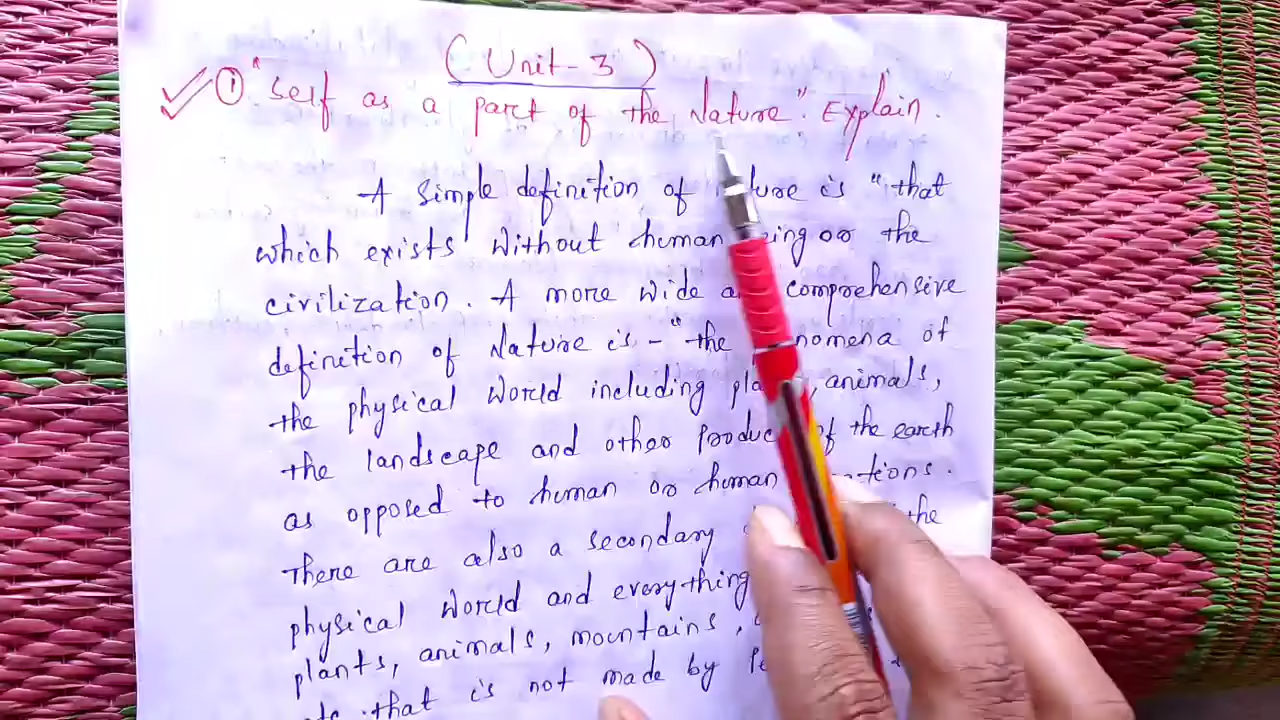 (Unit-3)
① "Self as a part of the Nature". Explain.
A simple definition of is "that
which exists without human or the
civilization. A more wide comprehensive
definition of Nature is - "the
the physical world including , animals,
the landscape and other of the earth
as opposed to human or human
There are also a secondary the
physical world and everything
plants, animals, mountains,
that is not made by